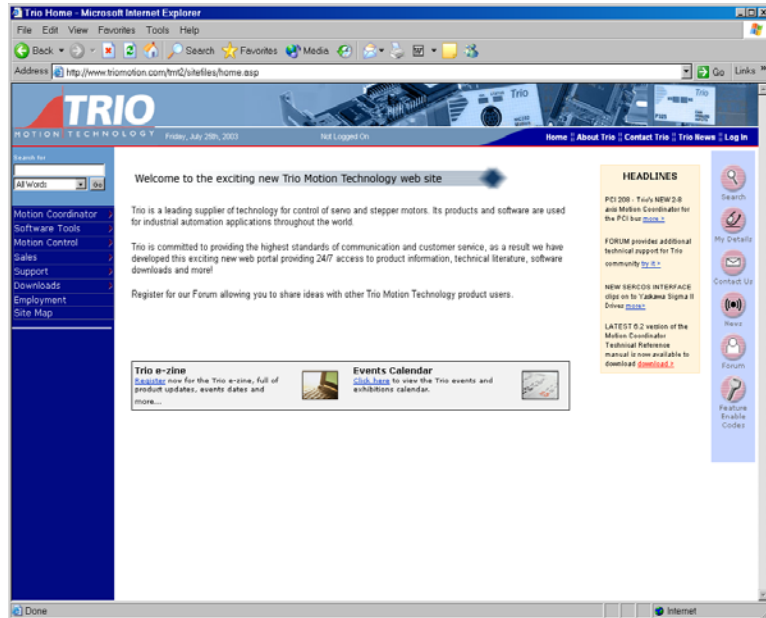 Trio Home - Microsoft Internet Explorer
File Edit View Favorites Tools Help
Back Search Favorites Media
Address http://www.triomotion.com/tmt2/sitefiles/home.asp Go Links »
TRIO
MOTION TECHNOLOGY
Friday, July 25th, 2003 Not Logged On
Trio
Trio
Home About Trio Contact Trio Trio News Log In
Search for
All Words Go
Motion Coordinator
Software Tools
Motion Control
Sales
Support
Downloads
Employment
Site Map
Welcome to the exciting new Trio Motion Technology web site
Trio is a leading supplier of technology for control of servo and stepper motors. Its products and software are used
for industrial automation applications throughout the world.
Trio is committed to providing the highest standards of communication and customer service, as a result we have
developed this exciting new web portal providing 24/7 access to product information, technical literature, software
downloads and more!
Register for our Forum allowing you to share ideas with other Trio Motion Technology product users.
Trio e-zine
Register now for the Trio e-zine, full of
product updates, events dates and
more...
Events Calendar
Click here to view the Trio events and
exhibitions calendar.
HEADLINES
PCI 208 - Trio's NEW 2-8
axis Motion Coordinator for
the PCI bus more >
FORUM provides additional
technical support for Trio
community by it >
NEW SERCOS INTERFACE
clips on to Yaskawa Sigma II
Drives more>
LATEST 6.2 version of the
Motion Coordinator
Technical Reference
manual is now available to
download download >
Search
My Details
Contact Us
News
Forum
Feature
Enable
Codes
Done
Internet